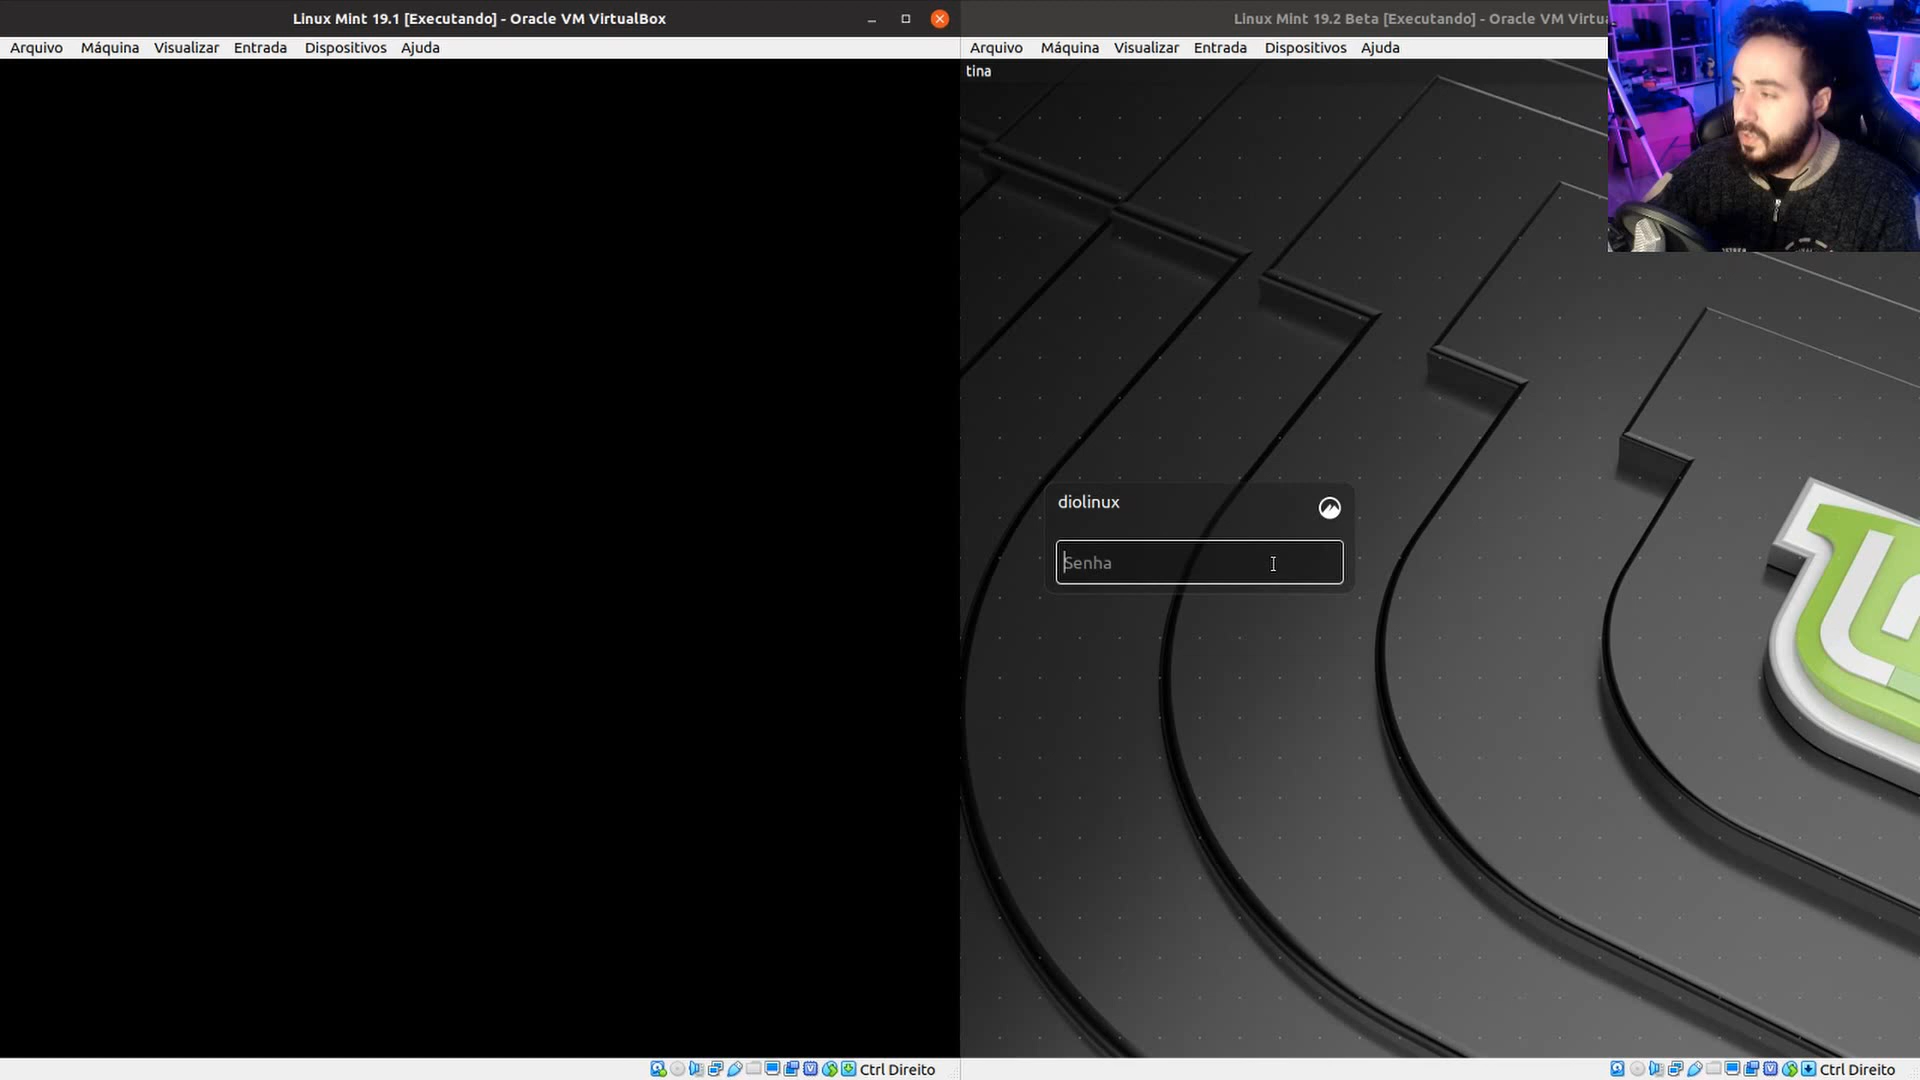 Linux Mint 19.1 [Executando] - Oracle VM VirtualBox
Arquivo Máquina Visualizar Entrada Dispositivos Ajuda
Ctrl Direito
Linux Mint 19.2 Beta [Executando] - Oracle VM Virtua
Arquivo Máquina Visualizar Entrada Dispositivos Ajuda
tina
diolinux
Senha
Ctrl Direito